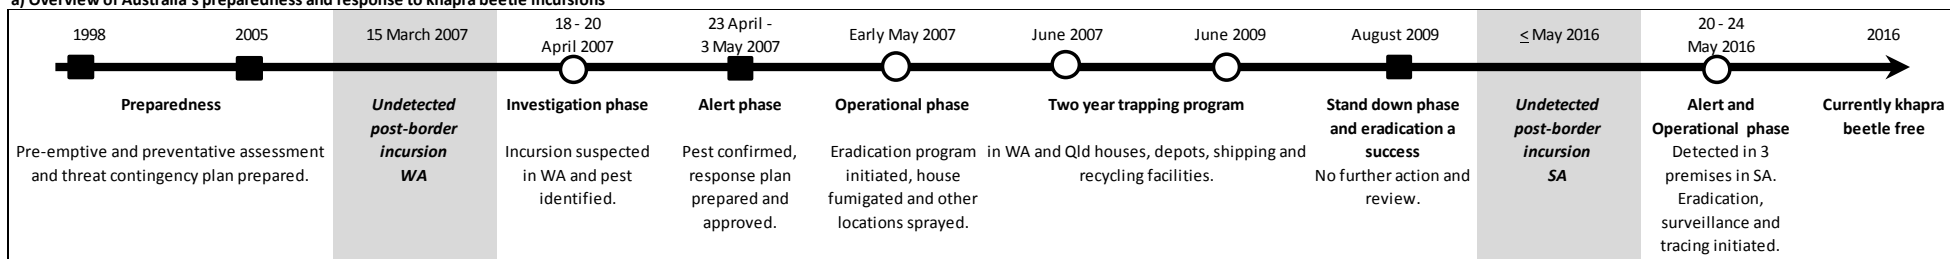 a) Overview of Australia's preparedness and response to khapra beetle incursions
1998
2005
15 March 2007
18 - 20
April 2007
23 April -
3 May 2007
Early May 2007
June 2007
June 2009
August 2009
< May 2016
20 - 24
May 2016
2016
Preparedness
Pre-emptive and preventative assessment
and threat contingency plan prepared.
Undetected
post-border
incursion
WA
Investigation phase
Incursion suspected
in WA and pest
identified.
Alert phase
Pest confirmed,
response plan
prepared and
approved.
Operational phase
Eradication program
initiated, house
fumigated and other
locations sprayed.
Two year trapping program
in WA and Qld houses, depots, shipping and
recycling facilities.
Stand down phase
and eradication a
success
No further action and
review.
Undetected
post-border
incursion
SA
Alert and
Operational phase
Detected in 3
premises in SA.
Eradication,
surveillance and
tracing initiated.
Currently khapra
beetle free